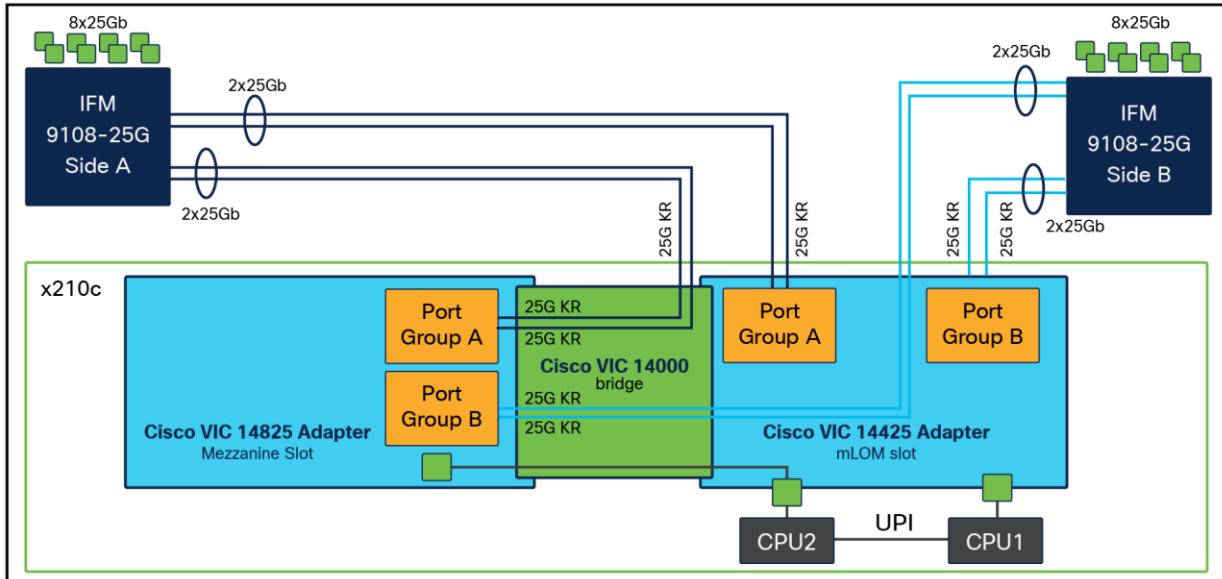 8x25Gb
IFM
9108-25G
Side A
2x25Gb
2x25Gb
8x25Gb
2x25Gb
IFM
9108-25G
Side B
2x25Gb
25G KR
25G KR
25G KR
25G KR
x210c
Port
Group A
25G KR
25G KR
Port
Group B
25G KR
25G KR
Cisco VIC 14000
bridge
Port
Group A
Port
Group B
Cisco VIC 14825 Adapter
Mezzanine Slot
Cisco VIC 14425 Adapter
mLOM slot
CPU2
UPI
CPU1